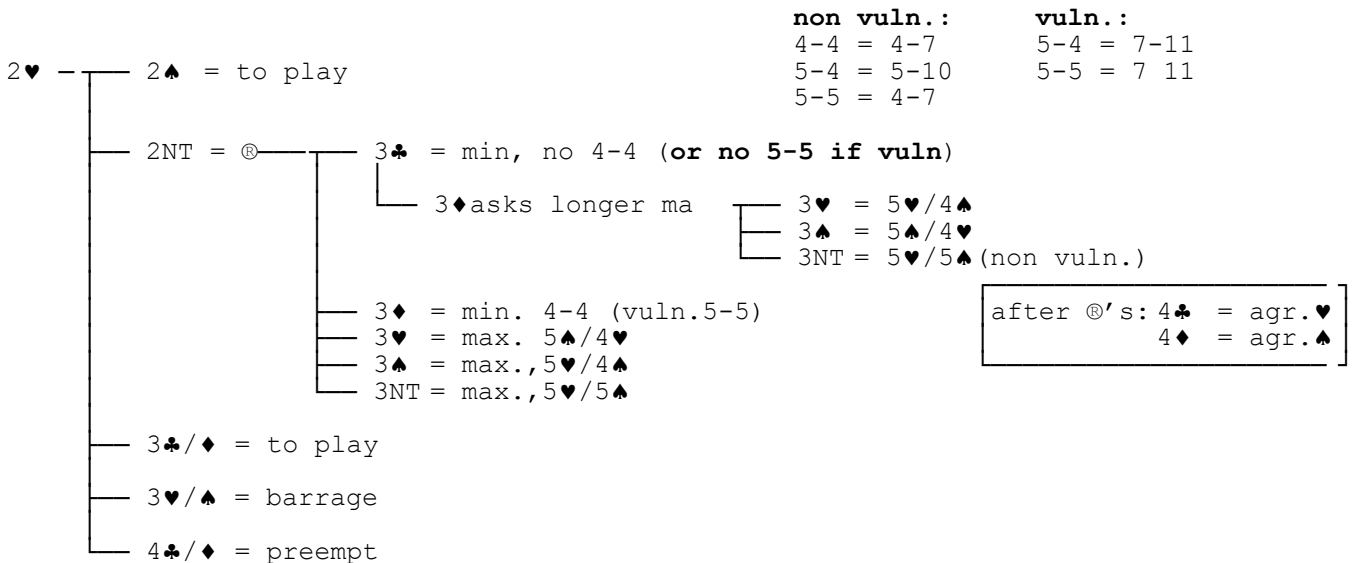 non vuln.: vuln.:
4-4 = 4-7 5-4 = 7-11
2♥ 2♠ = to play 5-4 = 5-10 5-5 = 7 11
5-5 = 4-7
2NT = ® 3♣ = min, no 4-4 (or no 5-5 if vuln)
3♦asks longer ma 3♥ = 5♥/4♠
3♠ = 5♠/4♥
3NT = 5♥/5♠(non vuln.)
3♦ = min. 4-4 (vuln.5-5) after ®’s: 4♣ = agr.♥
3♥ = max. 5♠/4♥ 4♦ = agr.♠
3♠ = max.,5♥/4♠
3NT = max.,5♥/5♠
3♣/♦ = to play
3♥/♠ = barrage
4♣/♦ = preempt